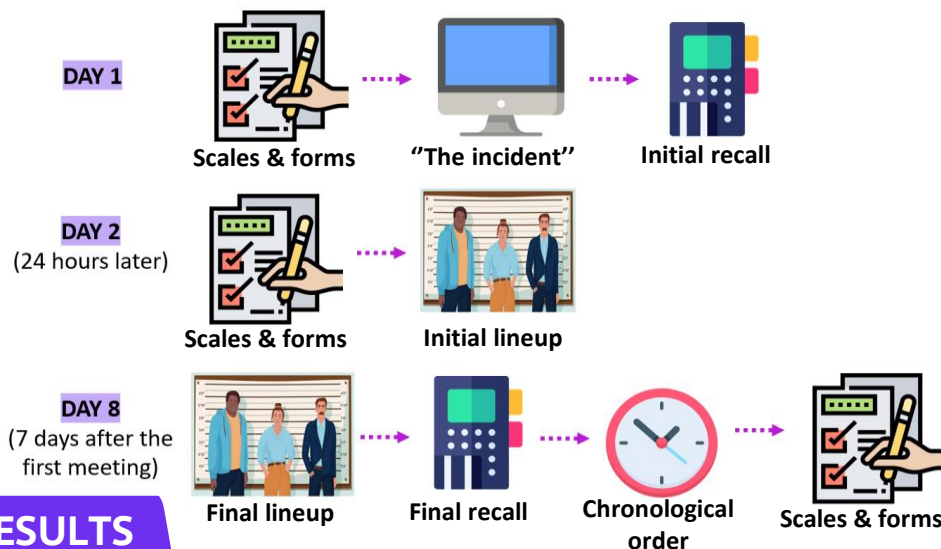 DAY 1
Scales & forms
‘‘The incident’’
Initial recall
DAY 2
(24 hours later)
Scales & forms
Initial lineup
DAY 8
(7 days after the
first meeting)
Final lineup
Final recall
Chronological
order
Scales & forms
ESULTS